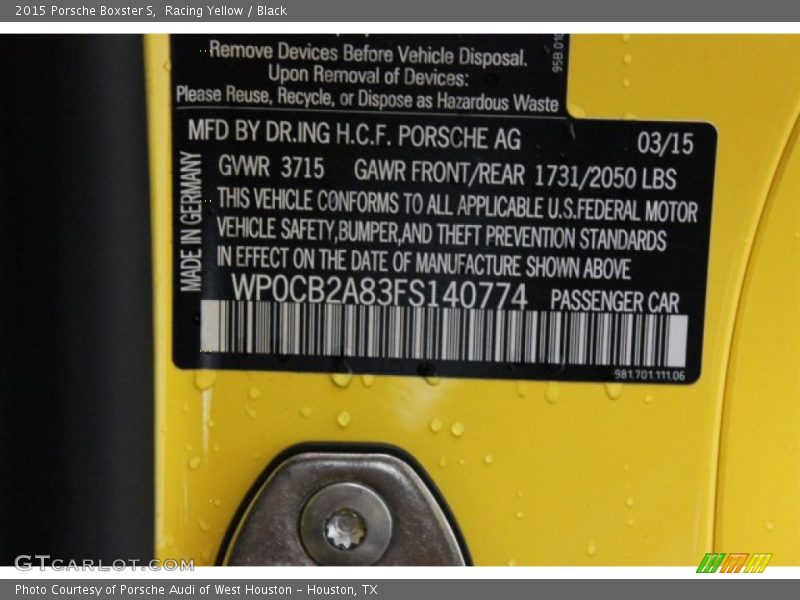 2015 Porsche Boxster S,  Racing Yellow / Black
Remove Devices Before Vehicle Disposal.
Upon Removal of Devices:
Please Reuse, Recycle, or Dispose as Hazardous Waste
MFD BY DR.ING H.C.F. PORSCHE AG 03/15
GVWR 3715 GAWR FRONT/REAR 1731/2050 LBS
THIS VEHICLE CONFORMS TO ALL APPLICABLE U.S.FEDERAL MOTOR
VEHICLE SAFETY,BUMPER,AND THEFT PREVENTION STANDARDS
IN EFFECT ON THE DATE OF MANUFACTURE SHOWN ABOVE
MADE IN GERMANY
WP0CB2A83FS140774 PASSENGER CAR
981.701.111.06
GTCarLot.com
Photo Courtesy of Porsche Audi of West Houston - Houston, TX